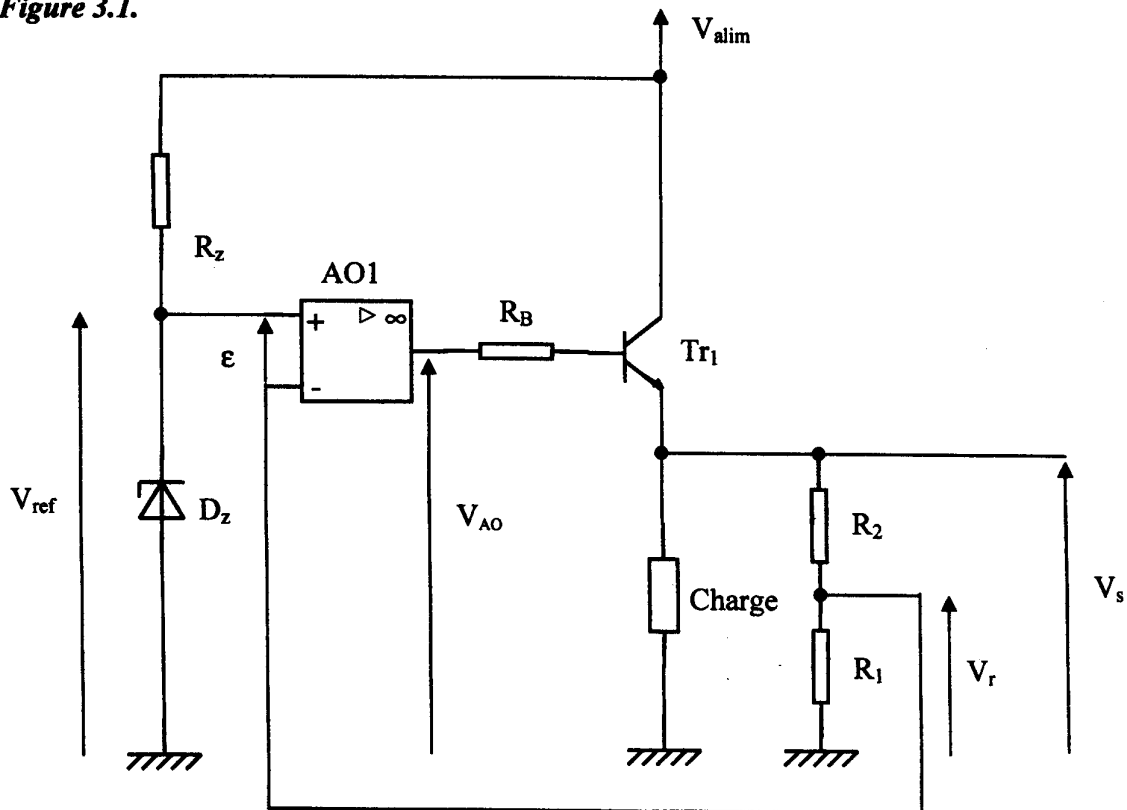 Figure 3.1.
V_alim
R_z
AO1
▷ ∞
+
-
ε
R_B
Tr_1
V_ref
D_z
V_AO
R_2
Charge
V_s
R_1
V_r